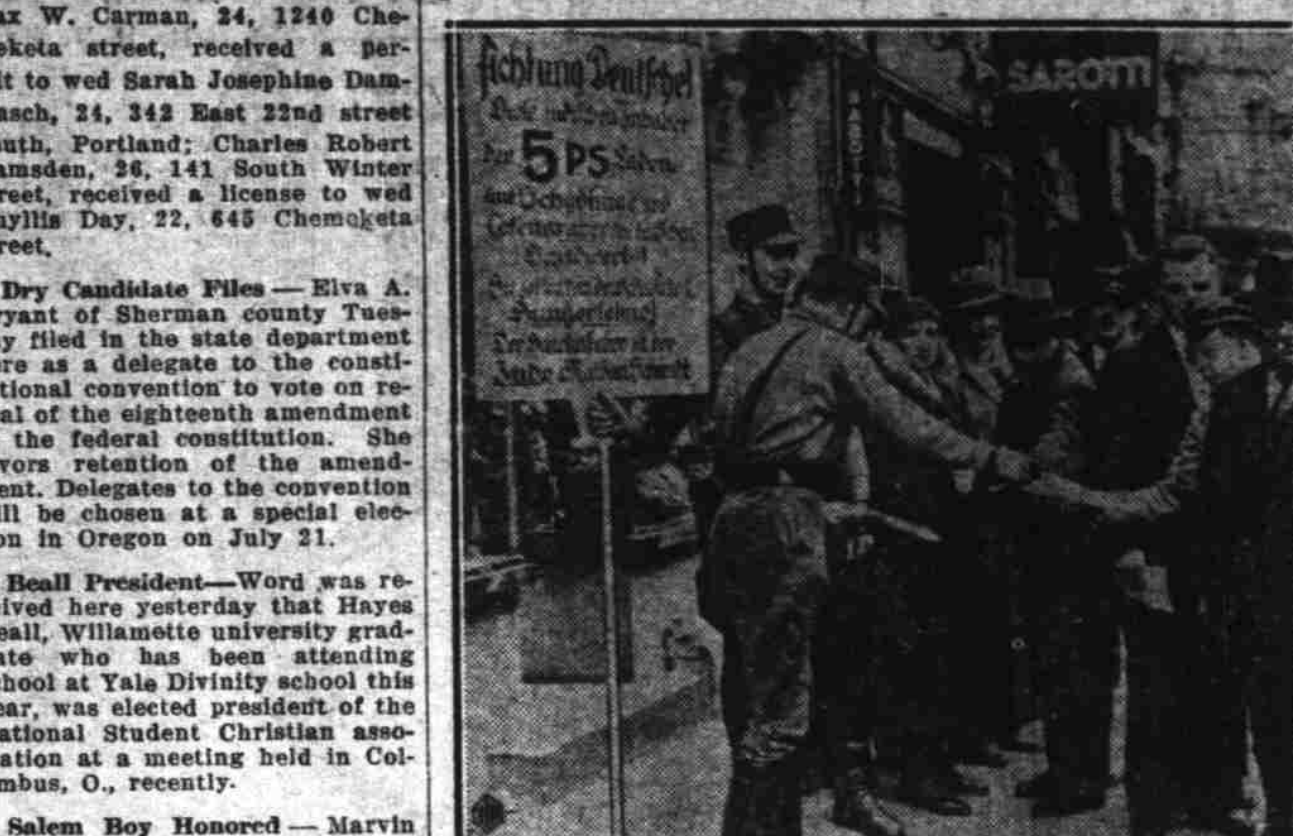 ax W. Carman, 24, 1240 Che-
eketa street, received a per-
it to wed Sarah Josephine Dam-
asch, 24, 342 East 22nd street
outh, Portland; Charles Robert
amsden, 26, 141 South Winter
reet, received a license to wed
hyllis Day, 22, 645 Chemeketa
reet.
Dry Candidate Files — Elva A.
ryant of Sherman county Tues-
y filed in the state department
ere as a delegate to the consti-
tional convention to vote on re-
al of the eighteenth amendment
the federal constitution. She
vors retention of the amend-
ent. Delegates to the convention
ill be chosen at a special elec-
on in Oregon on July 21.
Beall President—Word was re-
ived here yesterday that Hayes
eall, Willamette university grad-
ate who has been attending
chool at Yale Divinity school this
ear, was elected president of the
ational Student Christian asso-
ation at a meeting held in Col-
mbus, O., recently.
Salem Boy Honored — Marvin
Achtung Deutsche!
5 PS
SAROTTI